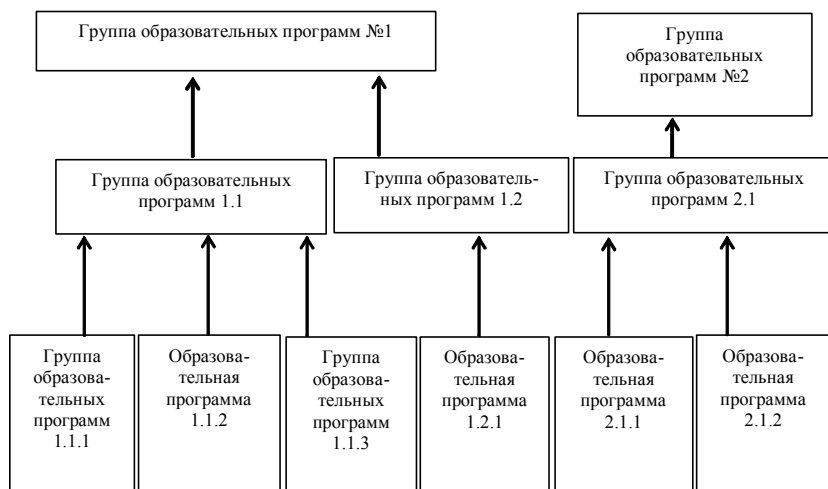 Группа образовательных программ №1
Группа
образовательных
программ №2
Группа образовательных
программ 1.1
Группа образователь-
ных программ 1.2
Группа образовательных
программ 2.1
Группа
образова-
тельных
программ
1.1.1
Образова-
тельная
программа
1.1.2
Группа
образова-
тельных
программ
1.1.3
Образова-
тельная
программа
1.2.1
Образова-
тельная
программа
2.1.1
Образова-
тельная
программа
2.1.2